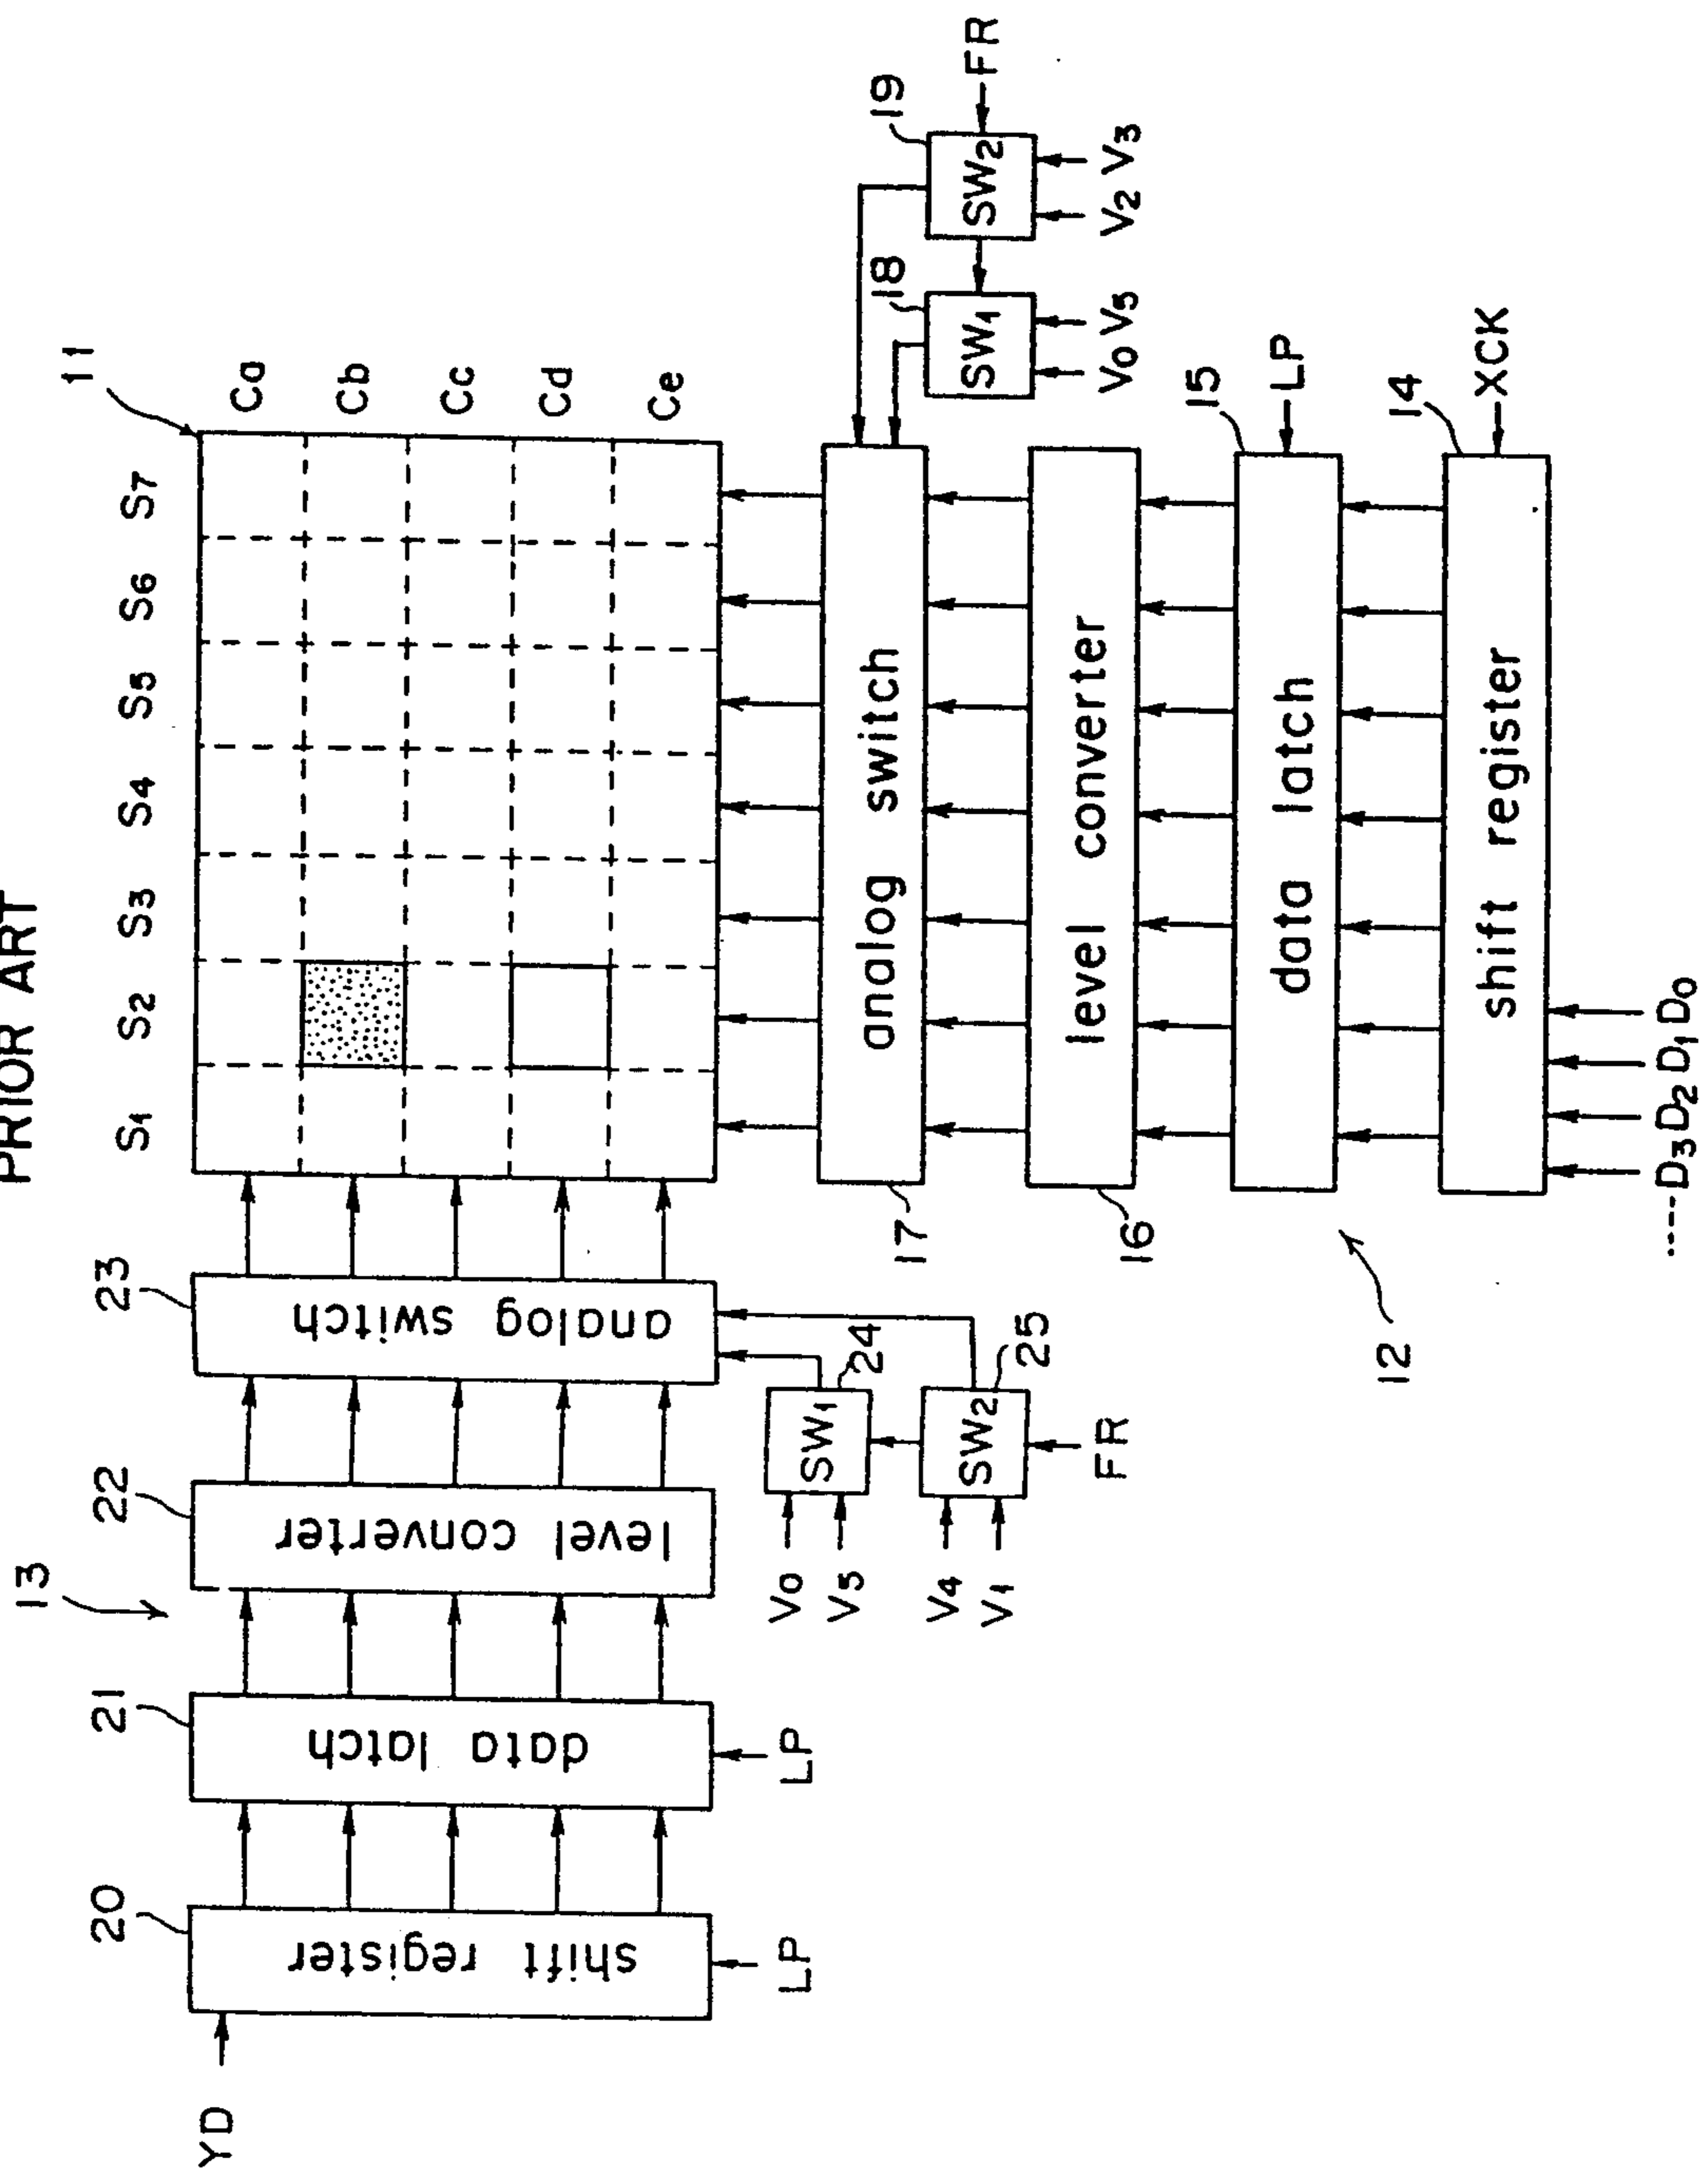 PRIOR ART
11
S1 S2 S3 S4 S5 S6 S7
Ca
Cb
Cc
Cd
Ce
13
YD
20
shift register
LP
21
data latch
LP
22
level converter
23
analog switch
V0
V5
SW1
24
V4
V1
SW2
25
FR
17
analog switch
18
SW1
V0 V5
19
SW2
V2 V3
FR
16
level converter
15
data latch
LP
12
14
shift register
XCK
----D3 D2 D1 D0